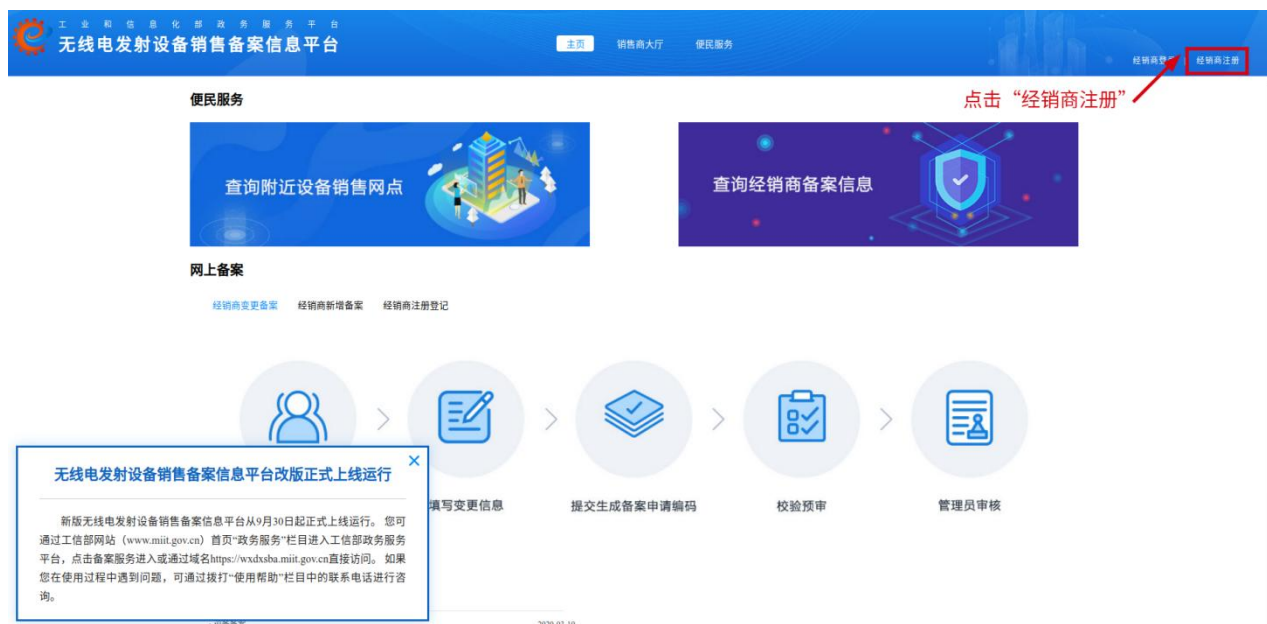 工业和信息化部政务服务平台
无线电发射设备销售备案信息平台
主页 销售商大厅 便民服务
经销商注册
点击“经销商注册”
便民服务
查询附近设备销售网点
查询经销商备案信息
网上备案
经销商变更备案 经销商新增备案 经销商注册登记
填写变更信息 提交生成备案申请编码 校验预审 管理员审核
无线电发射设备销售备案信息平台改版正式上线运行
新版无线电发射设备销售备案信息平台从9月30日起正式上线运行。 您可
通过工信部网站（www.miit.gov.cn）首页“政务服务”栏目进入工信部政务服务
平台，点击备案服务进入或通过域名https://wxdxsba.miit.gov.cn直接访问。 如果
您在使用过程中遇到问题，可通过拨打“使用帮助”栏目中的联系电话进行咨
询。